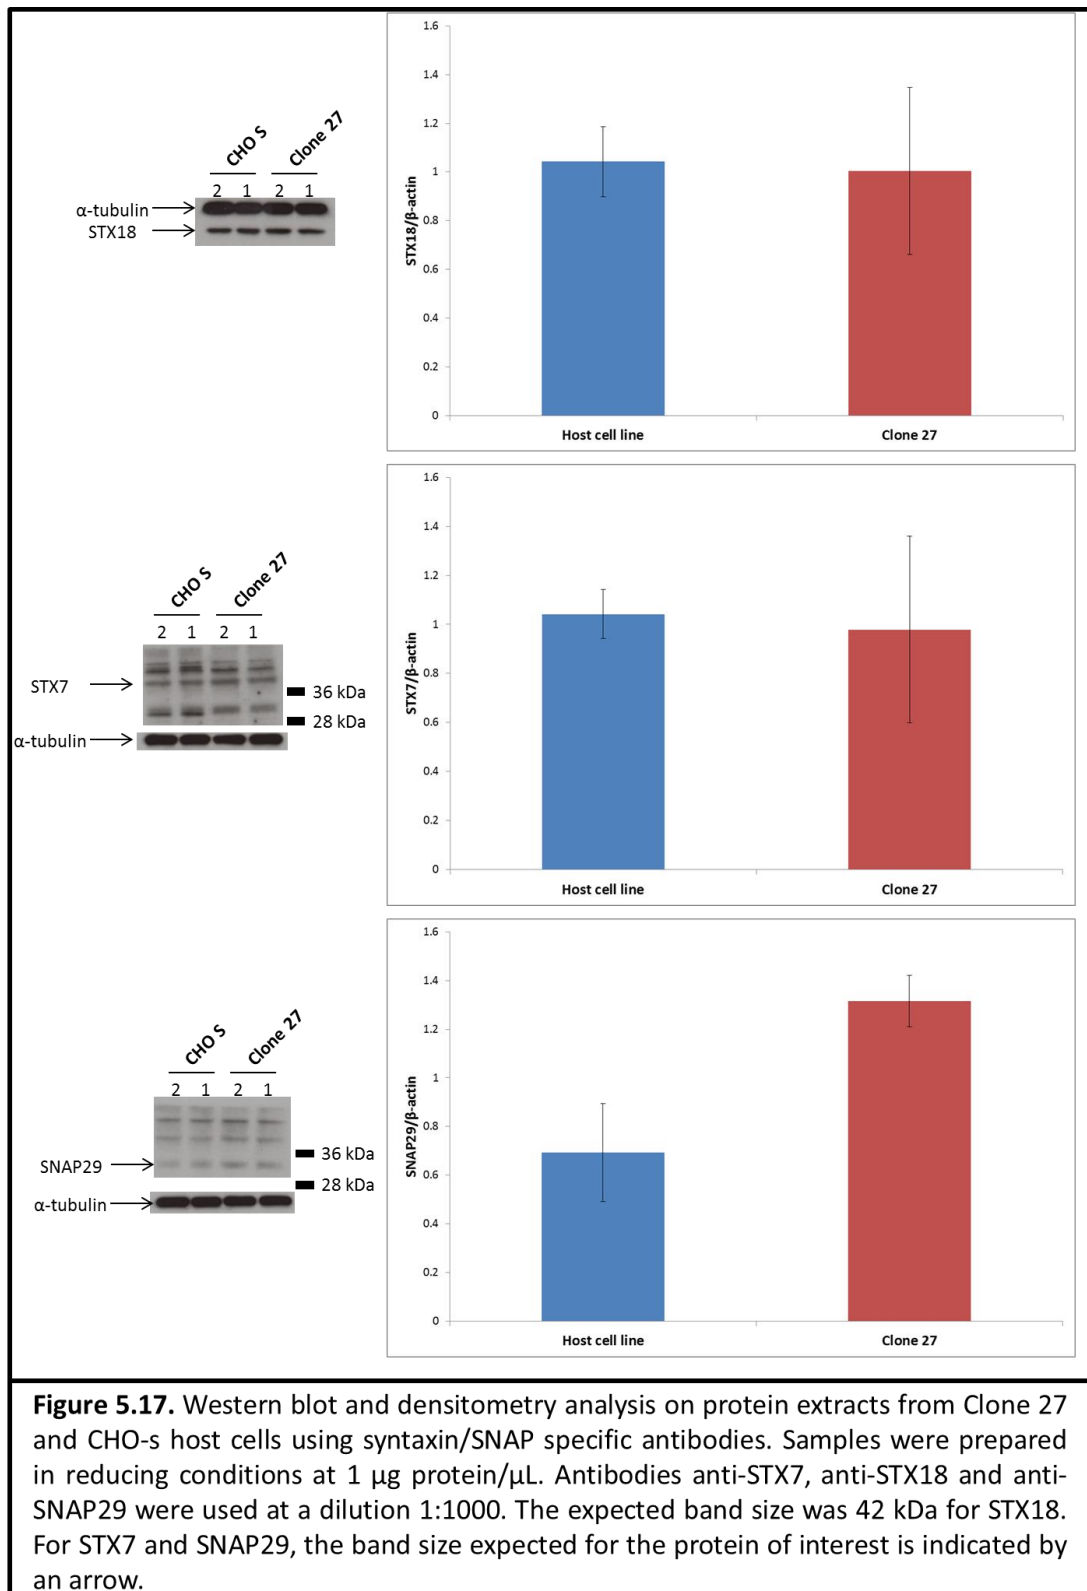 CHO S
Clone 27
2 1 2 1
α-tubulin
STX18
1.6
1.4
1.2
1
0.8
0.6
0.4
0.2
0
STX18/β-actin
Host cell line
Clone 27
CHO S
Clone 27
2 1 2 1
STX7
36 kDa
28 kDa
α-tubulin
1.6
1.4
1.2
1
0.8
0.6
0.4
0.2
0
STX7/β-actin
Host cell line
Clone 27
CHO S
Clone 27
2 1 2 1
36 kDa
SNAP29
28 kDa
α-tubulin
1.6
1.4
1.2
1
0.8
0.6
0.4
0.2
0
SNAP29/β-actin
Host cell line
Clone 27
Figure 5.17. Western blot and densitometry analysis on protein extracts from Clone 27
and CHO-s host cells using syntaxin/SNAP specific antibodies. Samples were prepared
in reducing conditions at 1 µg protein/µL. Antibodies anti-STX7, anti-STX18 and anti-
SNAP29 were used at a dilution 1:1000. The expected band size was 42 kDa for STX18.
For STX7 and SNAP29, the band size expected for the protein of interest is indicated by
an arrow.